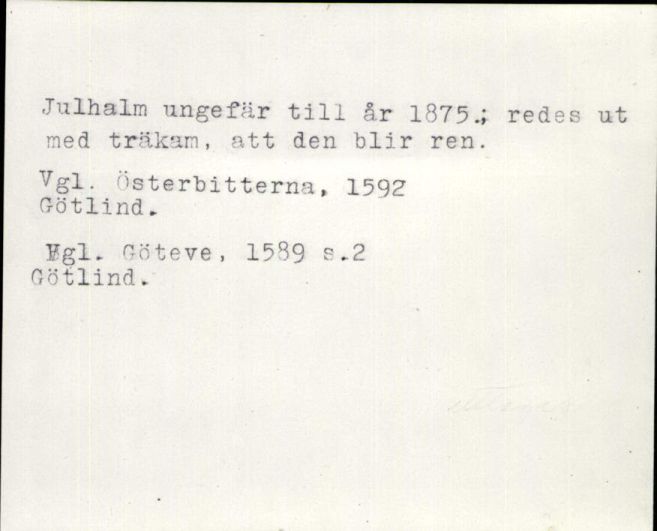 Julhalm ungefär till år 1875.; redes ut
med träkam, att den blir ren.
Vgl. Österbitterna, 1592
Götlind.
Vgl. Göteve, 1589 s.2
Götlind.